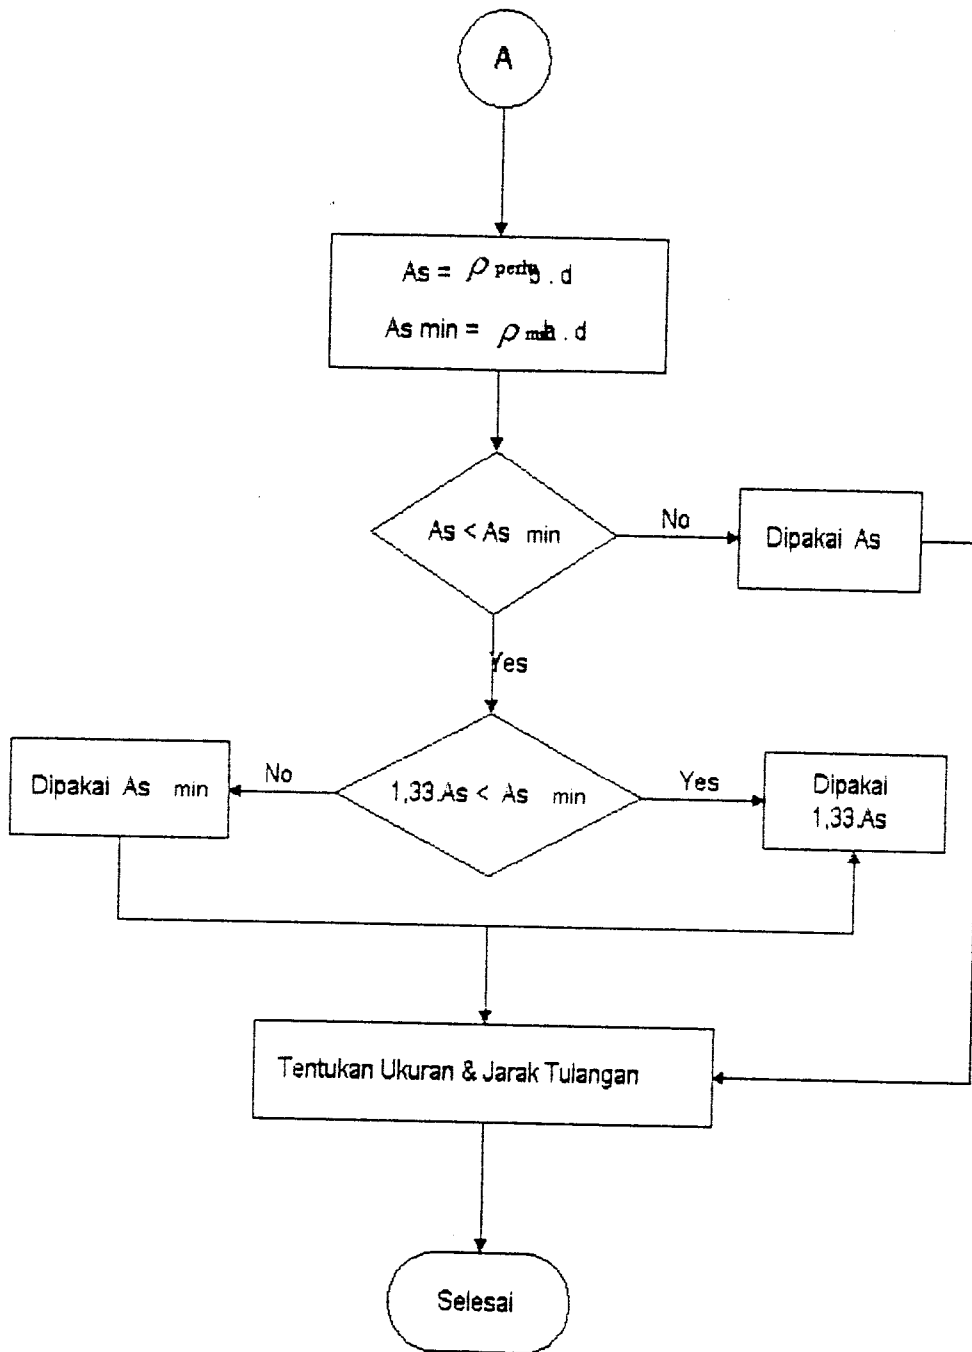 A
As = ρ perlu b . d
As min = ρ min b . d
As < As min
No
Dipakai As
Yes
Dipakai As min
No
1,33.As < As min
Yes
Dipakai
1,33.As
Tentukan Ukuran & Jarak Tulangan
Selesai